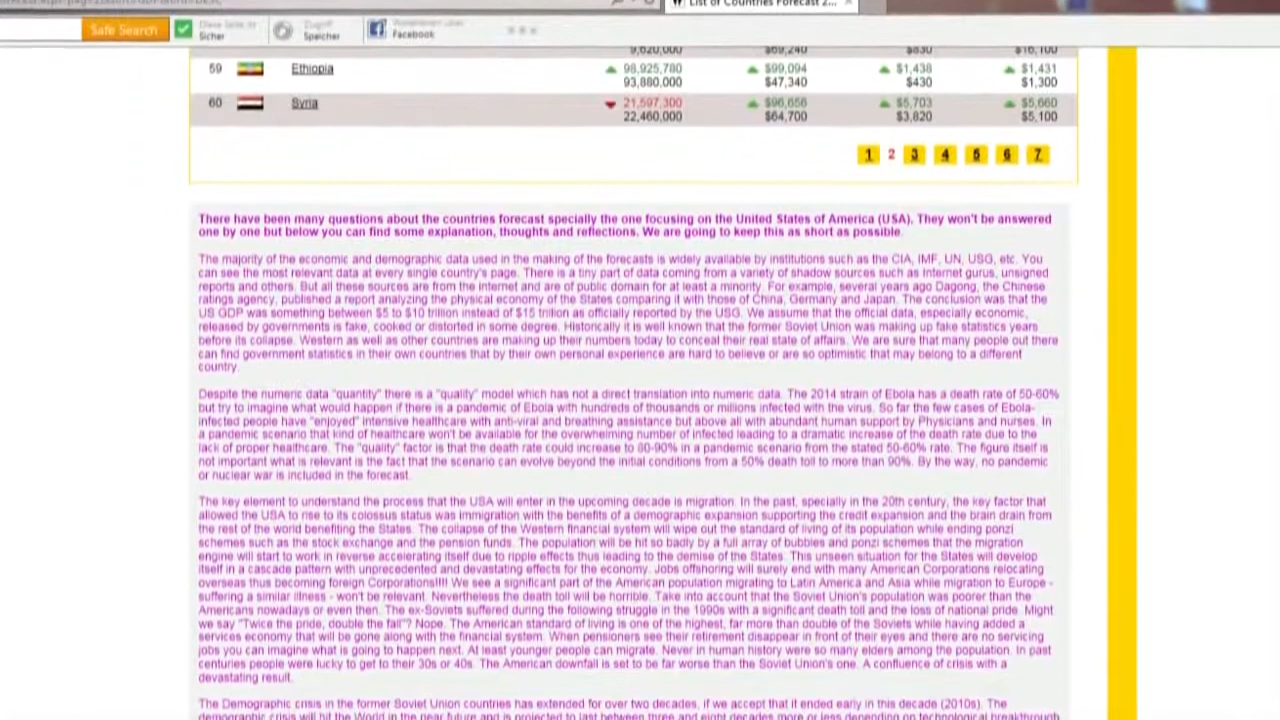 List of Countries Forecast 2...
Safe Search
Sicher
Speicher
Facebook
9,620,000 $69,240 $830 $16,100
59 Ethiopia 98,925,780 $99,094 $1,438 $1,431
93,880,000 $47,340 $430 $1,300
60 Syria 21,597,300 $96,656 $5,703 $5,660
22,460,000 $64,700 $3,820 $5,100
1 2 3 4 5 6 7
There have been many questions about the countries forecast specially the one focusing on the United States of America (USA). They won't be answered
one by one but below you can find some explanation, thoughts and reflections. We are going to keep this as short as possible.
The majority of the economic and demographic data used in the making of the forecasts is widely available by institutions such as the CIA, IMF, UN, USG, etc. You
can see the most relevant data at every single country's page. There is a tiny part of data coming from a variety of shadow sources such as Internet gurus, unsigned
reports and others. But all these sources are from the internet and are of public domain for at least a minority. For example, several years ago Dagong, the Chinese
ratings agency, published a report analyzing the physical economy of the States comparing it with those of China, Germany and Japan. The conclusion was that the
US GDP was something between $5 to $10 trillion instead of $15 trillion as officially reported by the USG. We assume that the official data, especially economic,
released by governments is fake, cooked or distorted in some degree. Historically it is well known that the former Soviet Union was making up fake statistics years
before its collapse. Western as well as other countries are making up their numbers today to conceal their real state of affairs. We are sure that many people out there
can find government statistics in their own countries that by their own personal experience are hard to believe or are so optimistic that may belong to a different
country.
Despite the numeric data "quantity" there is a "quality" model which has not a direct translation into numeric data. The 2014 strain of Ebola has a death rate of 50-60%
but try to imagine what would happen if there is a pandemic of Ebola with hundreds of thousands or millions infected with the virus. So far the few cases of Ebola-
infected people have "enjoyed" intensive healthcare with anti-viral and breathing assistance but above all with abundant human support by Physicians and nurses. In
a pandemic scenario that kind of healthcare won't be available for the overwhelming number of infected leading to a dramatic increase of the death rate due to the
lack of proper healthcare. The "quality" factor is that the death rate could increase to 80-90% in a pandemic scenario from the stated 50-60% rate. The figure itself is
not important what is relevant is the fact that the scenario can evolve beyond the initial conditions from a 50% death toll to more than 90%. By the way, no pandemic
or nuclear war is included in the forecast.
The key element to understand the process that the USA will enter in the upcoming decade is migration. In the past, specially in the 20th century, the key factor that
allowed the USA to rise to its colossus status was immigration with the benefits of a demographic expansion supporting the credit expansion and the brain drain from
the rest of the world benefiting the States. The collapse of the Western financial system will wipe out the standard of living of its population while ending ponzi
schemes such as the stock exchange and the pension funds. The population will be hit so badly by a full array of bubbles and ponzi schemes that the migration
engine will start to work in reverse accelerating itself due to ripple effects thus leading to the demise of the States. This unseen situation for the States will develop
itself in a cascade pattern with unprecedented and devastating effects for the economy. Jobs offshoring will surely end with many American Corporations relocating
overseas thus becoming foreign Corporations!!!! We see a significant part of the American population migrating to Latin America and Asia while migration to Europe -
suffering a similar illness - won't be relevant. Nevertheless the death toll will be horrible. Take into account that the Soviet Union's population was poorer than the
Americans nowadays or even then. The ex-Soviets suffered during the following struggle in the 1990s with a significant death toll and the loss of national pride. Might
we say "Twice the pride, double the fall"? Nope. The American standard of living is one of the highest, far more than double of the Soviets while having added a
services economy that will be gone along with the financial system. When pensioners see their retirement disappear in front of their eyes and there are no servicing
jobs you can imagine what is going to happen next. At least younger people can migrate. Never in human history were so many elders among the population. In past
centuries people were lucky to get to their 30s or 40s. The American downfall is set to be far worse than the Soviet Union's one. A confluence of crisis with a
devastating result.
The Demographic crisis in the former Soviet Union countries has extended for over two decades, if we accept that it ended early in this decade (2010s). The
demographic crisis will hit the World in the near future and is projected to last between three and eight decades more or less depending on technological breakthrough